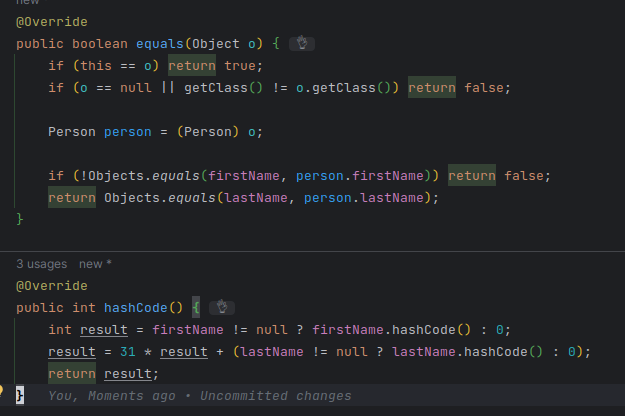 new
@Override
public boolean equals(Object o) {
if (this == o) return true;
if (o == null || getClass() != o.getClass()) return false;
Person person = (Person) o;
if (!Objects.equals(firstName, person.firstName)) return false;
return Objects.equals(lastName, person.lastName);
}
3 usages new *
@Override
public int hashCode() {
int result = firstName != null ? firstName.hashCode() : 0;
result = 31 * result + (lastName != null ? lastName.hashCode() : 0);
return result;
} You, Moments ago • Uncommitted changes